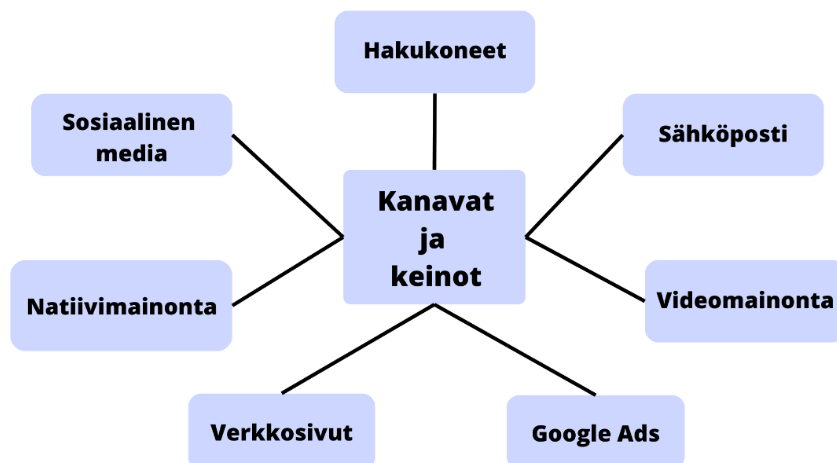 Hakukoneet
Sosiaalinen
media
Sähköposti
Kanavat
ja
keinot
Natiivimainonta
Videomainonta
Verkkosivut
Google Ads